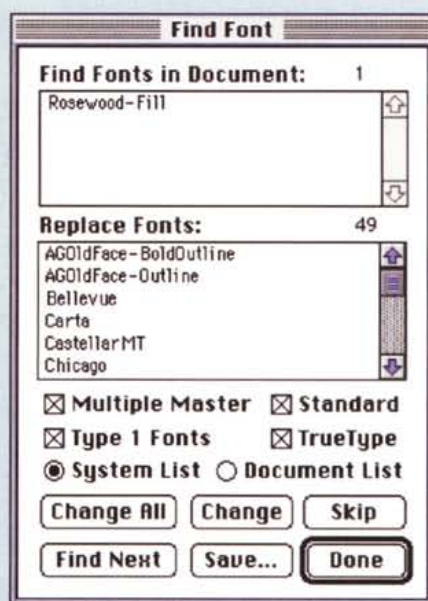 Find Font
Find Fonts in Document: 1
Rosewood-Fill
Replace Fonts: 49
AGOldFace-BoldOutline
AGOldFace-Outline
Bellevue
Carta
CastellarMT
Chicago
Multiple Master Standard
Type 1 Fonts TrueType
System List Document List
Change All Change Skip
Find Next Save... Done